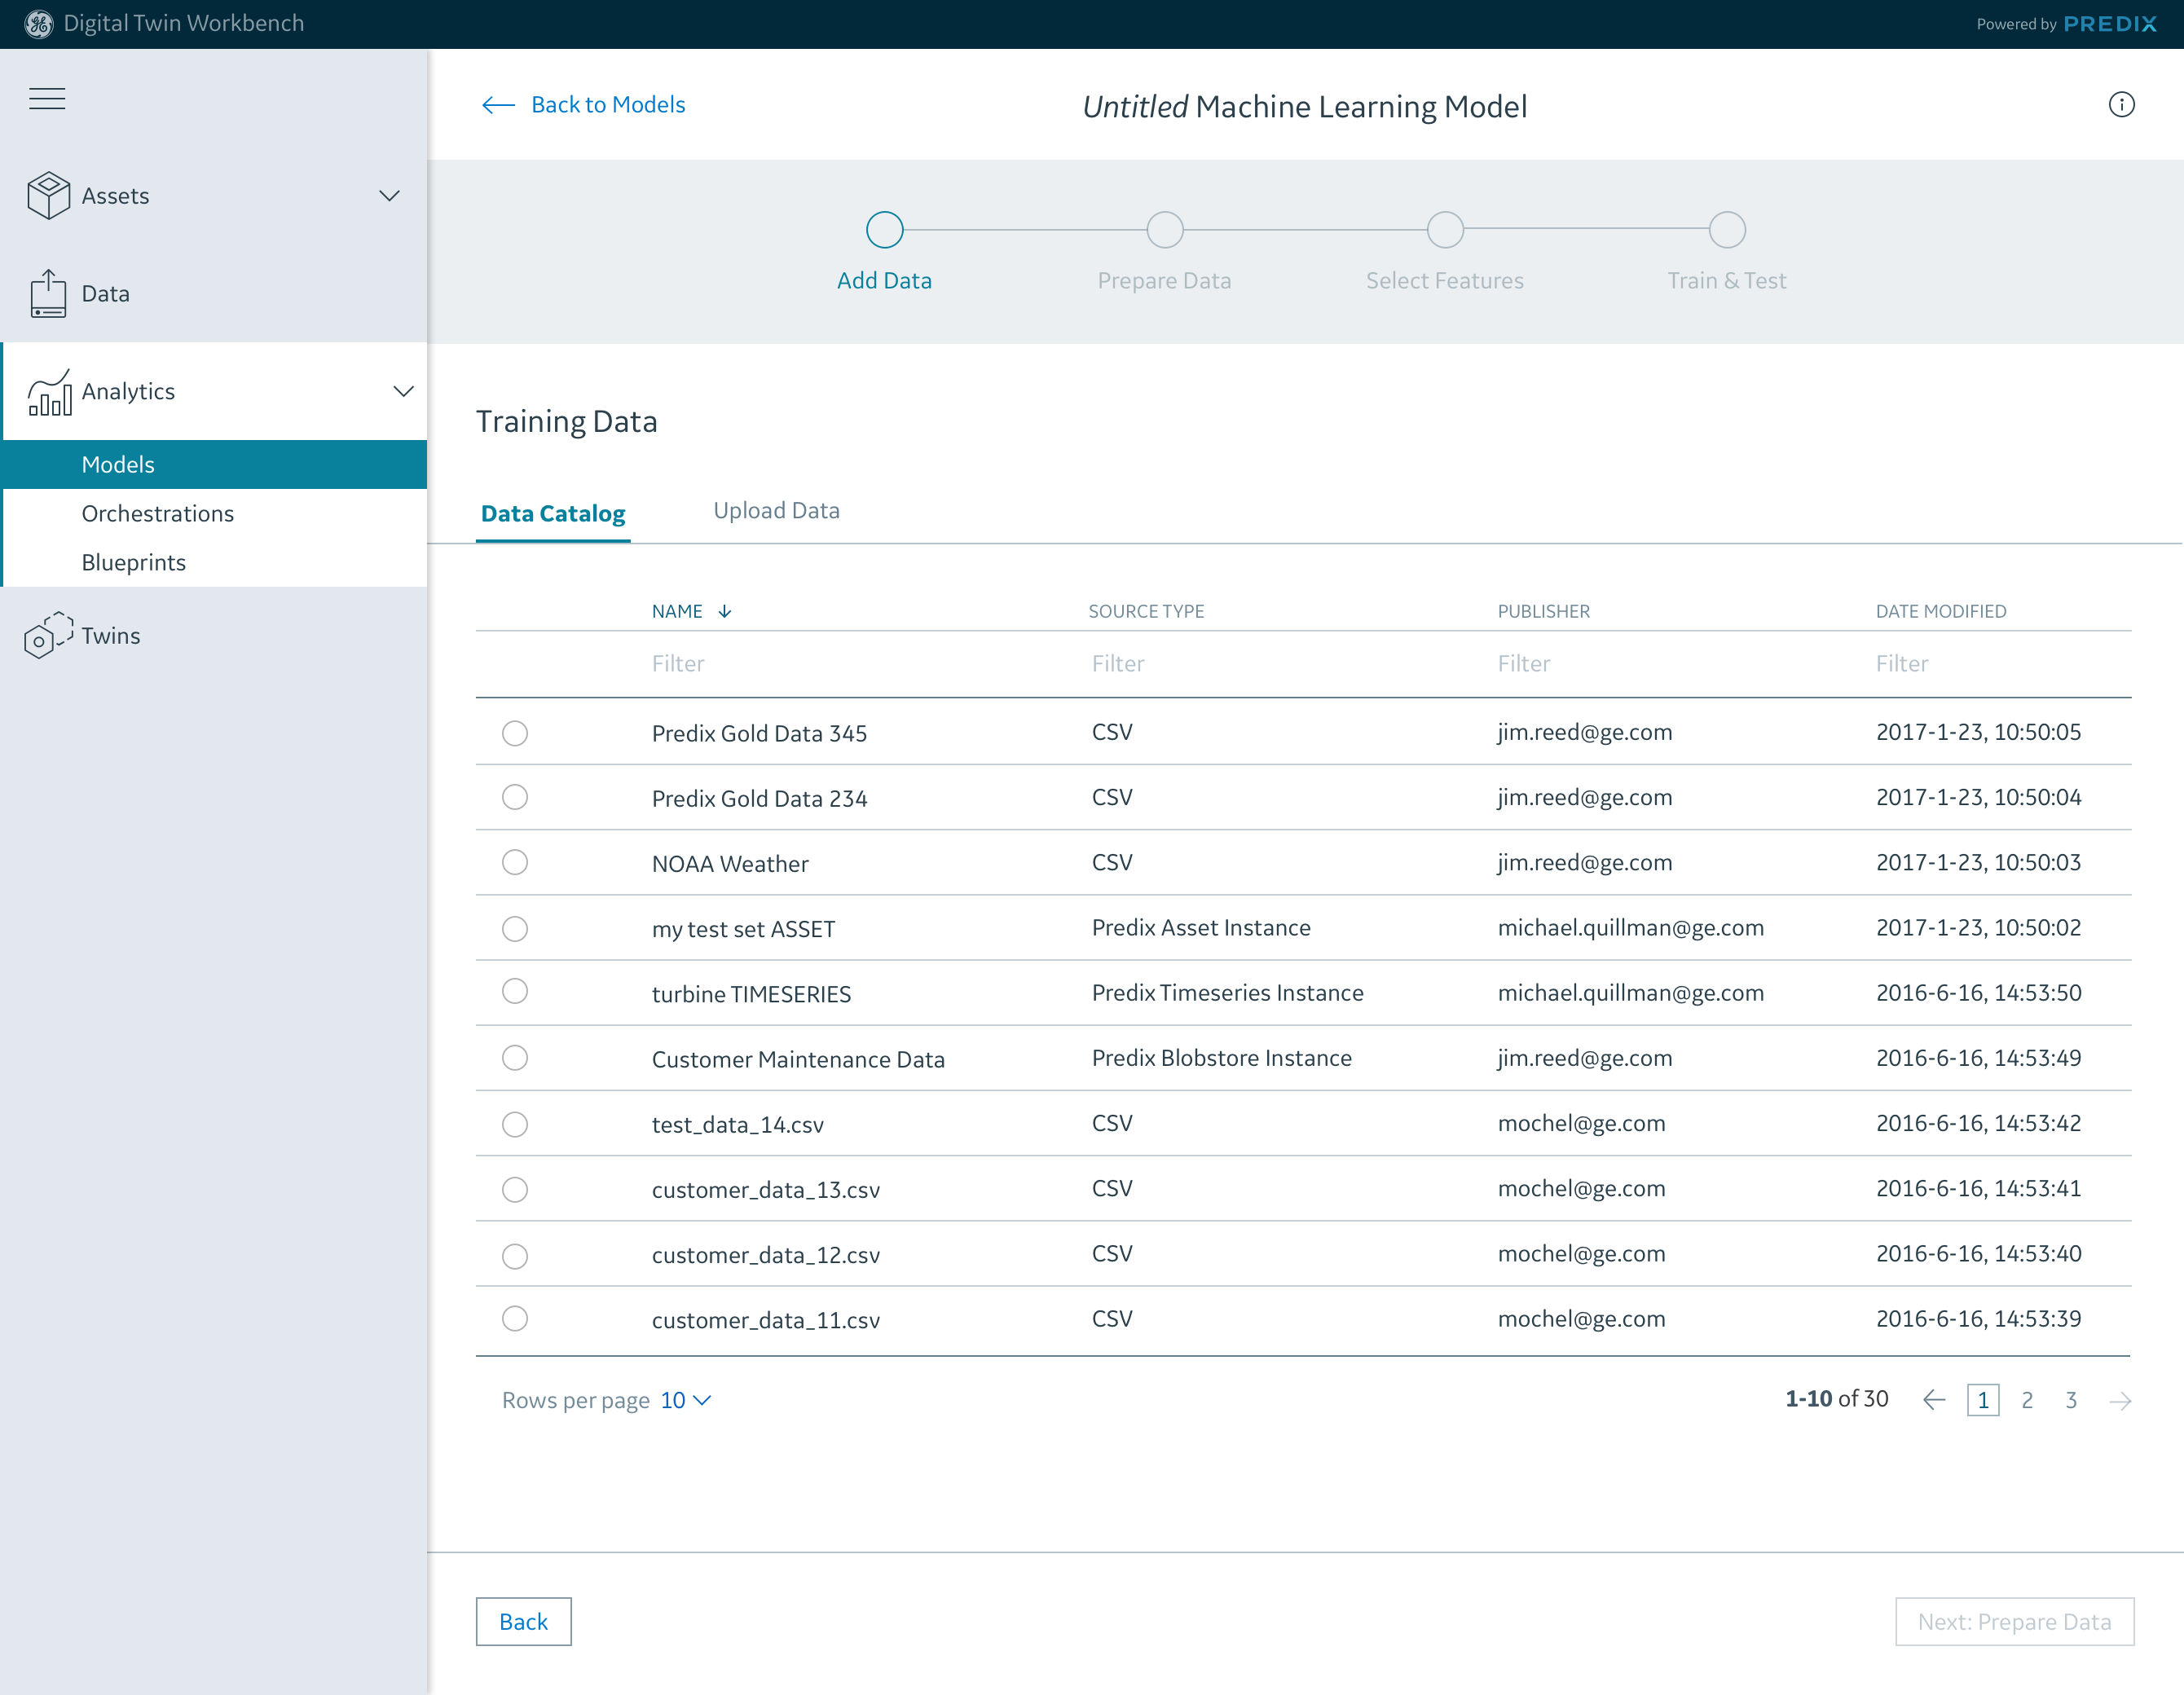 Digital Twin Workbench
Powered by PREDIX
Back to Models
Untitled Machine Learning Model
Assets
Data
Analytics
Models
Orchestrations
Blueprints
Twins
Add Data
Prepare Data
Select Features
Train & Test
Training Data
Data Catalog
Upload Data
NAME SOURCE TYPE PUBLISHER DATE MODIFIED
Filter Filter Filter Filter
Predix Gold Data 345 CSV jim.reed@ge.com 2017-1-23, 10:50:05
Predix Gold Data 234 CSV jim.reed@ge.com 2017-1-23, 10:50:04
NOAA Weather CSV jim.reed@ge.com 2017-1-23, 10:50:03
my test set ASSET Predix Asset Instance michael.quillman@ge.com 2017-1-23, 10:50:02
turbine TIMESERIES Predix Timeseries Instance michael.quillman@ge.com 2016-6-16, 14:53:50
Customer Maintenance Data Predix Blobstore Instance jim.reed@ge.com 2016-6-16, 14:53:49
test_data_14.csv CSV mochel@ge.com 2016-6-16, 14:53:42
customer_data_13.csv CSV mochel@ge.com 2016-6-16, 14:53:41
customer_data_12.csv CSV mochel@ge.com 2016-6-16, 14:53:40
customer_data_11.csv CSV mochel@ge.com 2016-6-16, 14:53:39
Rows per page 10
1-10 of 30 1 2 3
Back
Next: Prepare Data